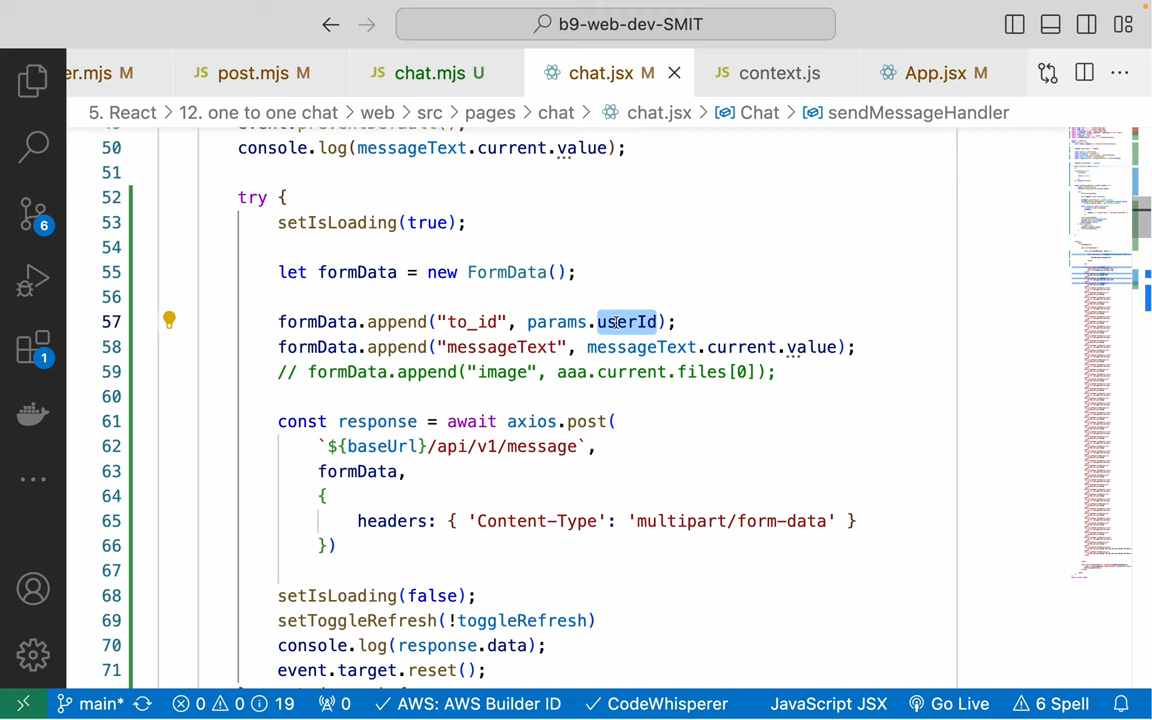 b9-web-dev-SMIT
er.mjs M
JS post.mjs M
JS chat.mjs U
chat.jsx M
JS context.js
App.jsx M
5. React > 12. one to one chat > web > src > pages > chat > chat.jsx > Chat > sendMessageHandler
50 console.log(messageText.current.value);
51
52 try {
53 setIsLoading(true);
54
55 let formData = new FormData();
56
57 formData.append("to_id", params.userId);
58 formData.append("messageText", messageText.current.value);
59 // formData.append("image", aaa.current.files[0]);
60
61 const response = await axios.post(
62 `${baseUrl}/api/v1/message`,
63 formData,
64 {
65 headers: { 'Content-Type': 'multipart/form-data' }
66 })
68 setIsLoading(false);
69 setToggleRefresh(!toggleRefresh)
70 console.log(response.data);
71 event.target.reset();
6
1
main* 0 0 19 0 AWS: AWS Builder ID CodeWhisperer JavaScript JSX Go Live 6 Spell